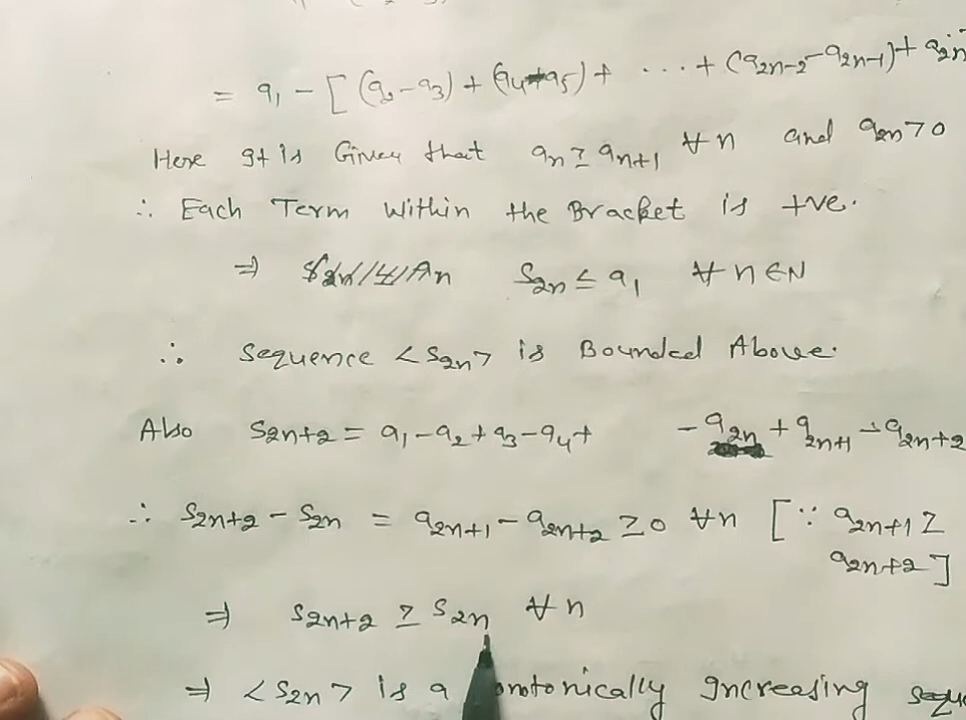 = a₁ - [(a₂-a₃) + (a₄-a₅) + ... + (a₂ₙ₋₂-a₂ₙ₋₁) + a₂ₙ
Here It is Given that aₙ ≥ aₙ₊₁ ∀ n and a₂ₙ > 0
∴ Each Term Within the Bracket is +ve.
⇒ S₂ₙ ≤ a₁ ∀ n ∈ N
∴ Sequence <S₂ₙ> is Bounded Above.
Also S₂ₙ₊₂ = a₁-a₂+a₃-a₄+ -a₂ₙ + a₂ₙ₊₁ - a₂ₙ₊₂
∴ S₂ₙ₊₂ - S₂ₙ = a₂ₙ₊₁ - a₂ₙ₊₂ ≥ 0 ∀ n [∵ a₂ₙ₊₁ ≥
a₂ₙ₊₂]
⇒ S₂ₙ₊₂ ≥ S₂ₙ ∀ n
⇒ <S₂ₙ> is a onotonically Increasing sequ